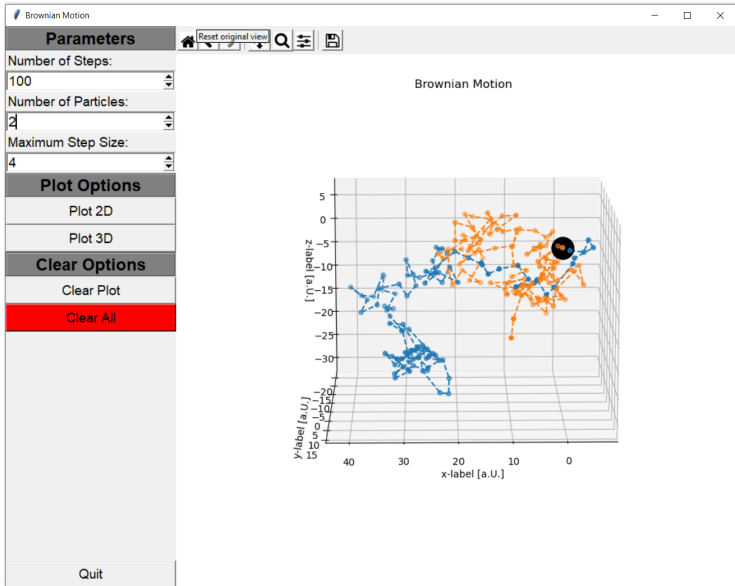 Brownian Motion
Parameters
Number of Steps:
100
Number of Particles:
2
Maximum Step Size:
4
Plot Options
Plot 2D
Plot 3D
Clear Options
Clear Plot
Clear All
Quit
Reset original view
Brownian Motion
5
0
−5
−10
−15
−20
−25
−30
z-label [a.U.]
−20
−15
−10
−5
0
5
10
15
y-label [a.U.]
40
30
20
10
0
x-label [a.U.]